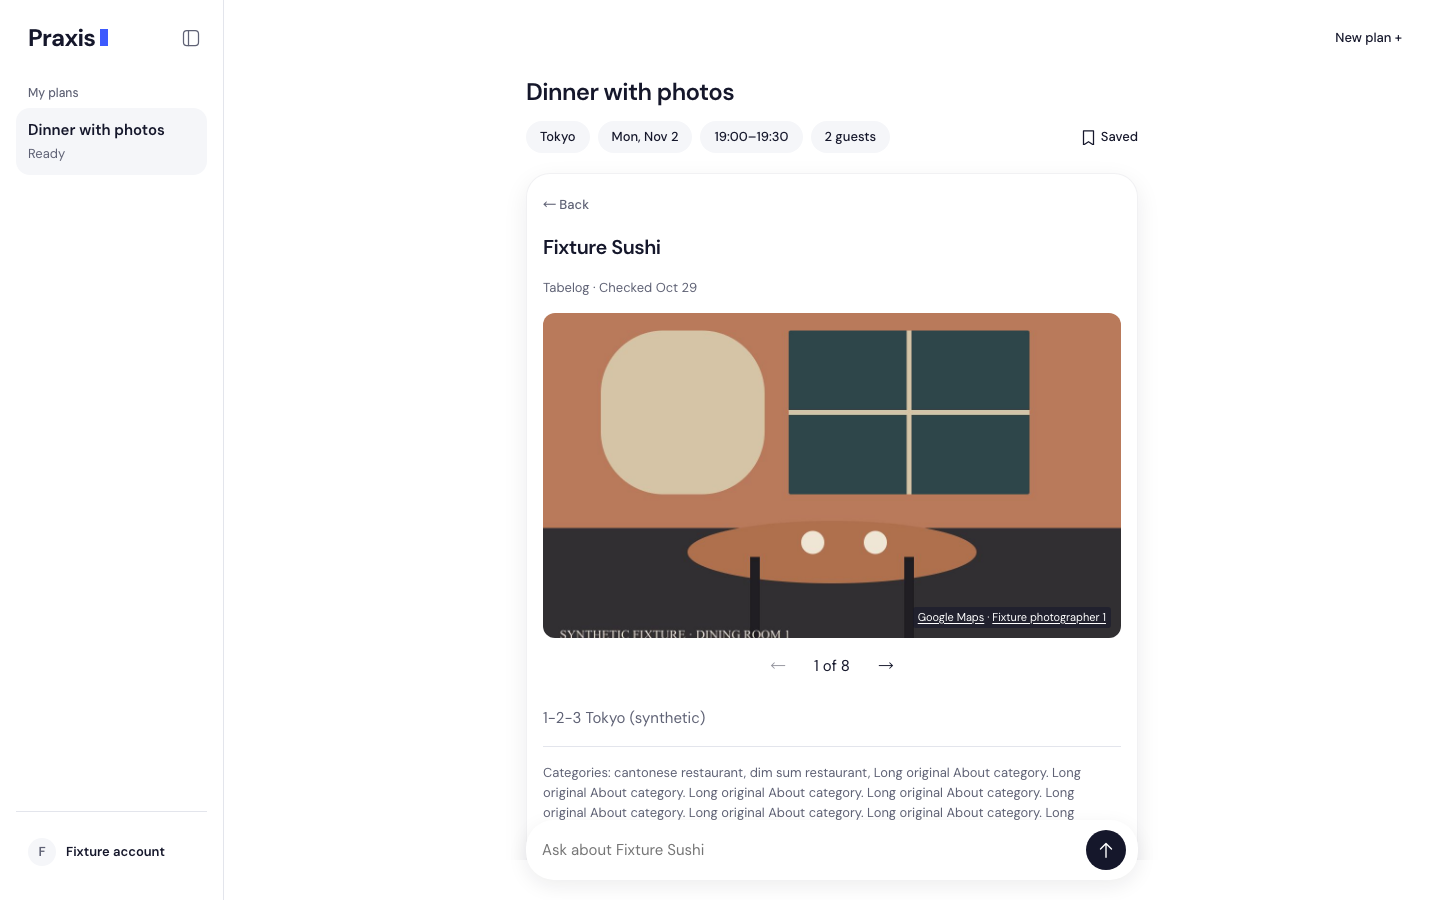 Praxis
New plan +
My plans
Dinner with photos
Ready
Dinner with photos
Tokyo
Mon, Nov 2
19:00–19:30
2 guests
Saved
← Back
Fixture Sushi
Tabelog · Checked Oct 29
Google Maps · Fixture photographer 1
SYNTHETIC FIXTURE · DINING ROOM 1
← 1 of 8 →
1-2-3 Tokyo (synthetic)
Categories: cantonese restaurant, dim sum restaurant, Long original About category. Long
original About category. Long original About category. Long original About category. Long
original About category. Long original About category. Long original About category. Long
Ask about Fixture Sushi
F
Fixture account